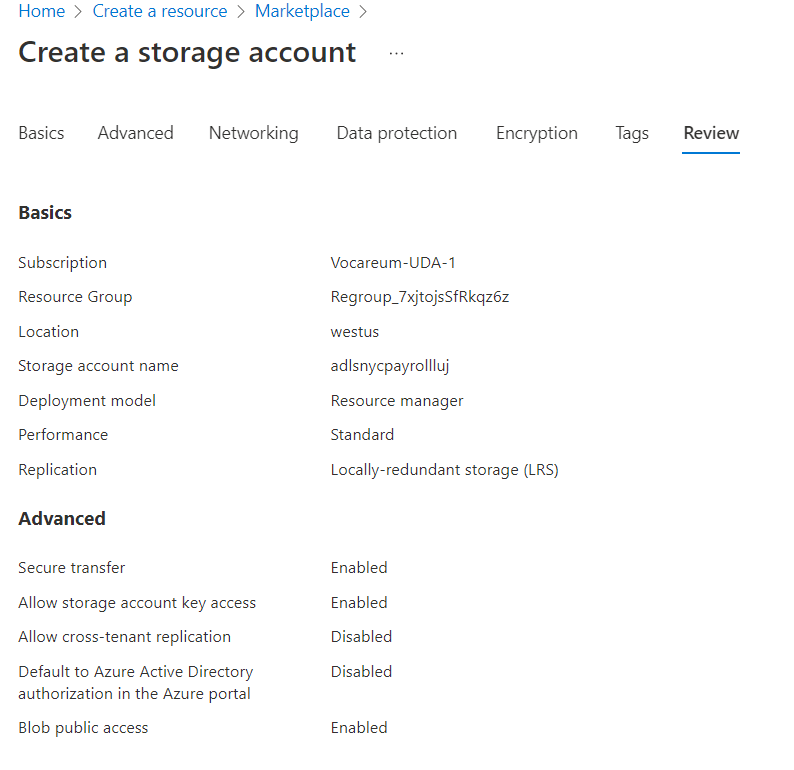 Home > Create a resource > Marketplace >
Create a storage account ...
Basics Advanced Networking Data protection Encryption Tags Review
Basics
Subscription Vocareum-UDA-1
Resource Group Regroup_7xjtojsSfRkqz6z
Location westus
Storage account name adlsnycpayrollluj
Deployment model Resource manager
Performance Standard
Replication Locally-redundant storage (LRS)
Advanced
Secure transfer Enabled
Allow storage account key access Enabled
Allow cross-tenant replication Disabled
Default to Azure Active Directory Disabled
authorization in the Azure portal
Blob public access Enabled